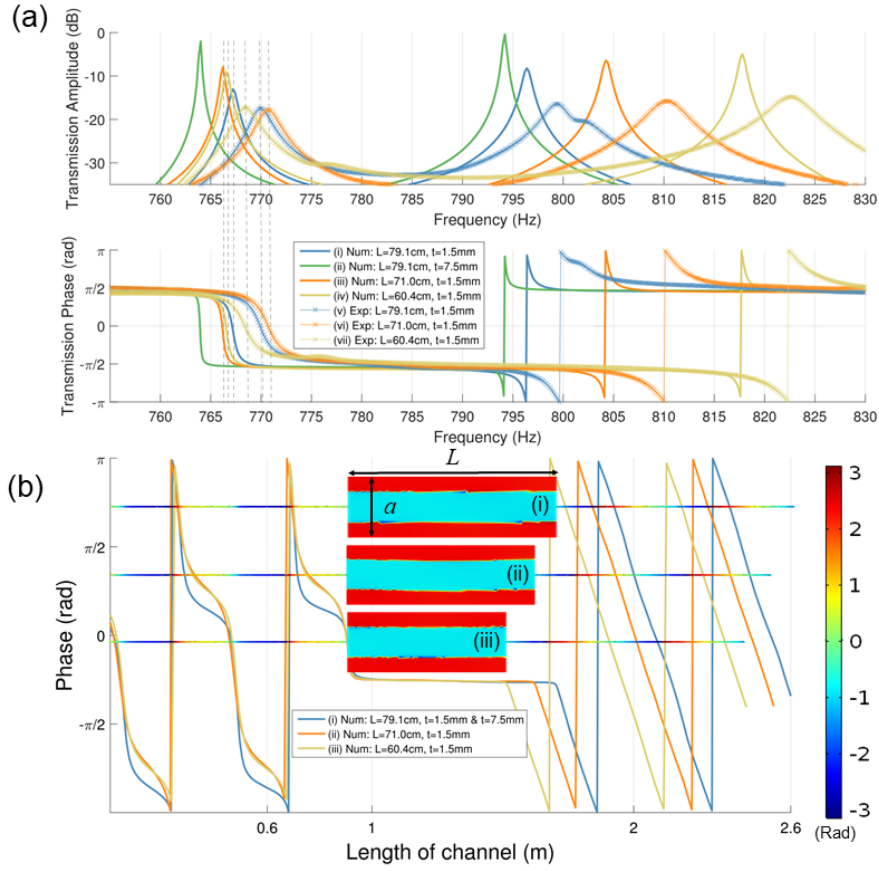 (a)
Transmission Amplitude (dB)
0
-10
-20
-30
760 765 770 775 780 785 790 795 800 805 810 815 820 825 830
Frequency (Hz)
Transmission Phase (rad)
π
π/2
0
-π/2
-π
(i) Num: L=79.1cm, t=1.5mm
(ii) Num: L=79.1cm, t=7.5mm
(iii) Num: L=71.0cm, t=1.5mm
(iv) Num: L=60.4cm, t=1.5mm
(v) Exp: L=79.1cm, t=1.5mm
(vi) Exp: L=71.0cm, t=1.5mm
(vii) Exp: L=60.4cm, t=1.5mm
760 765 770 775 780 785 790 795 800 805 810 815 820 825 830
Frequency (Hz)
(b)
Phase (rad)
π
π/2
0
-π/2
L
a
(i)
(ii)
(iii)
(i) Num: L=79.1cm, t=1.5mm & t=7.5mm
(ii) Num: L=71.0cm, t=1.5mm
(iii) Num: L=60.4cm, t=1.5mm
0.6 1 2 2.6
Length of channel (m)
3
2
1
0
-1
-2
-3
(Rad)